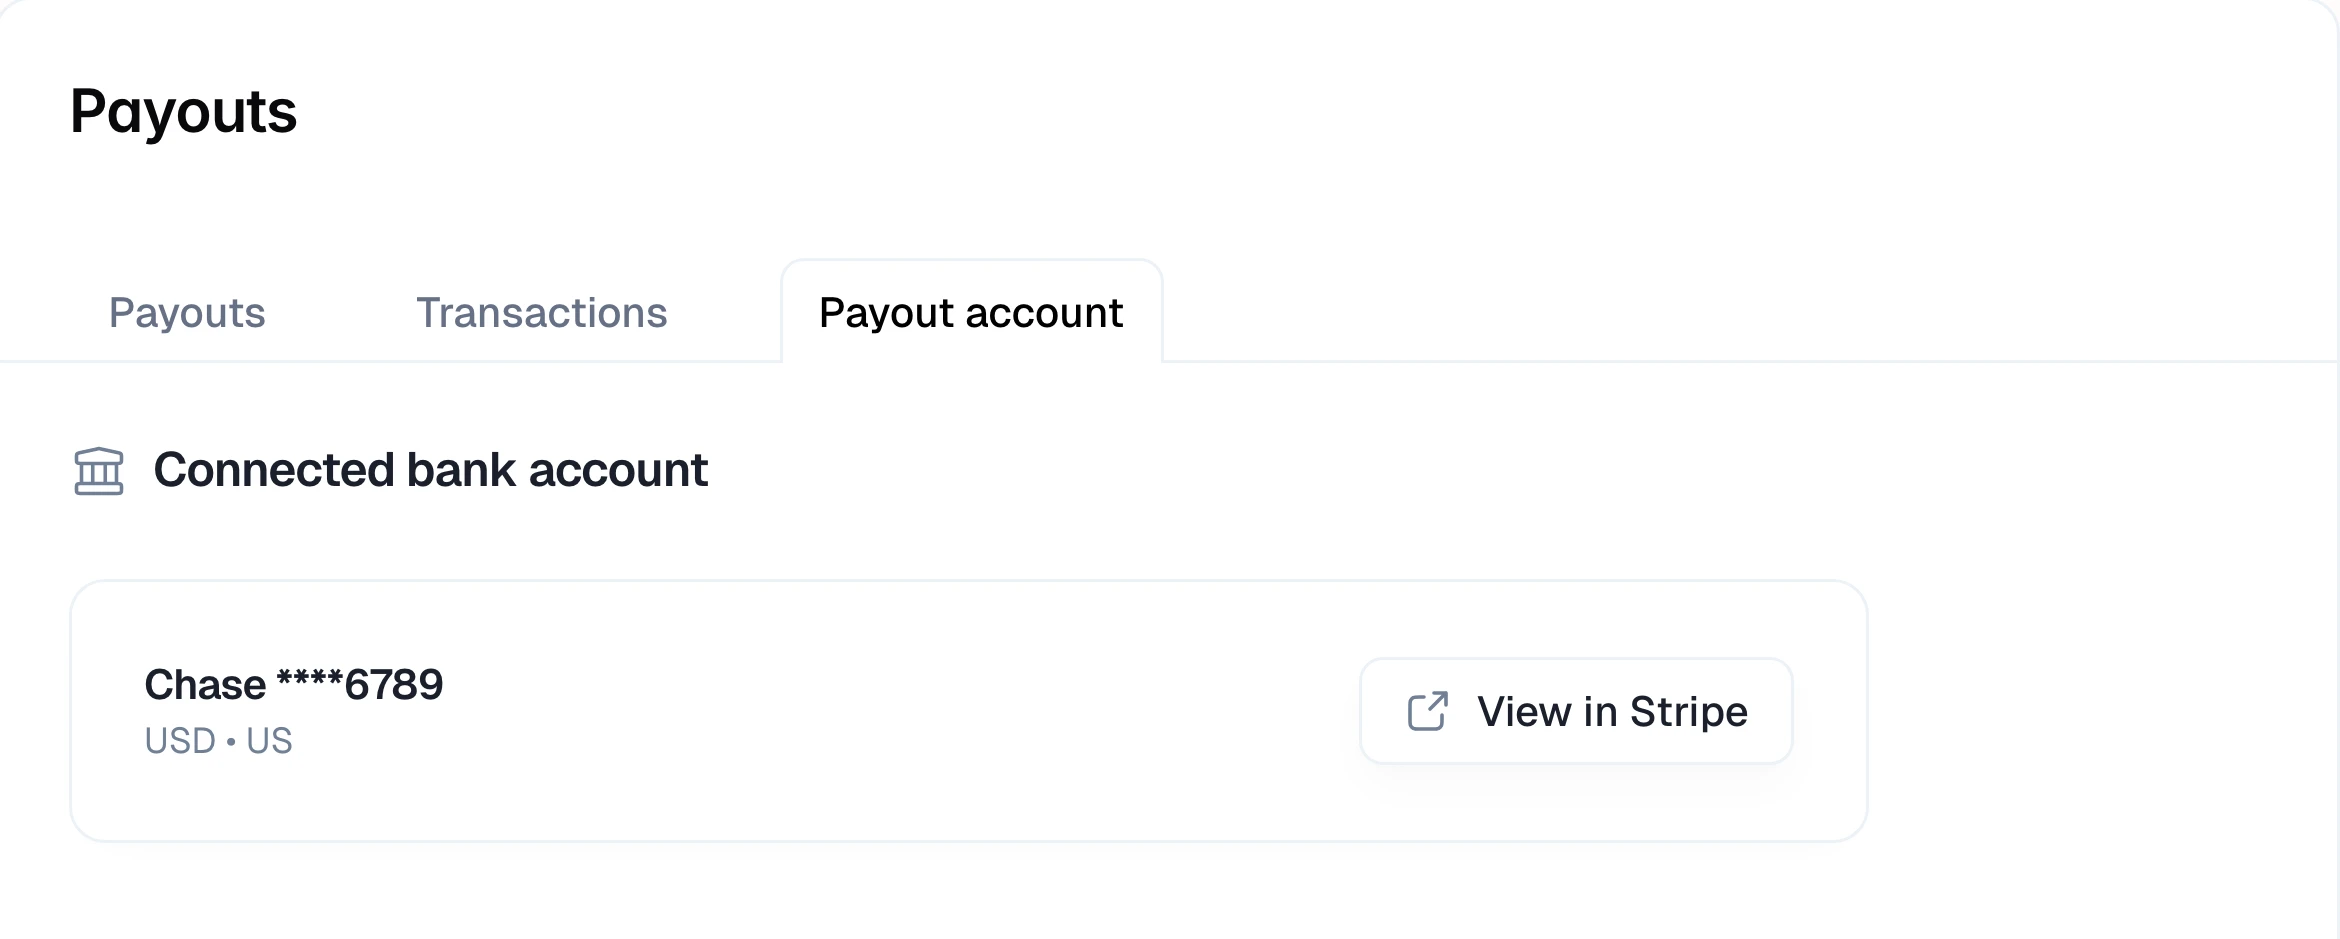 Payouts
Payouts
Transactions
Payout account
Connected bank account
Chase ****6789
USD • US
View in Stripe